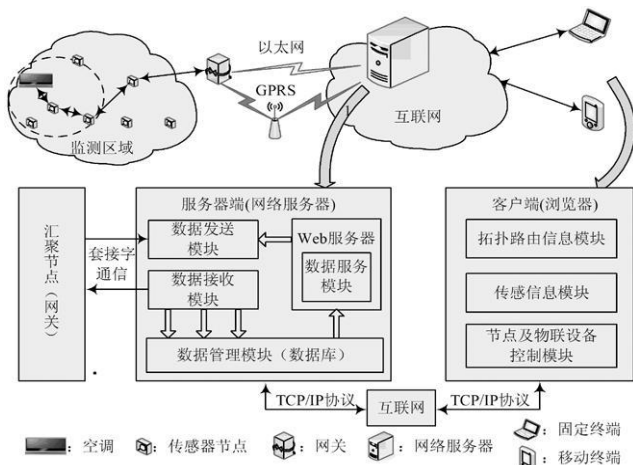 以太网
GPRS
互联网
监测区域
服务器端(网络服务器)
数据发送
模块
Web服务器
数据服务
模块
数据接收
模块
数据管理模块（数据库）
汇聚节点（网关）
套接字
通信
客户端(浏览器)
拓扑路由信息模块
传感信息模块
节点及物联设备
控制模块
TCP/IP协议
互联网
TCP/IP协议
：空调
：传感器节点
：网关
：网络服务器
：固定终端
：移动终端